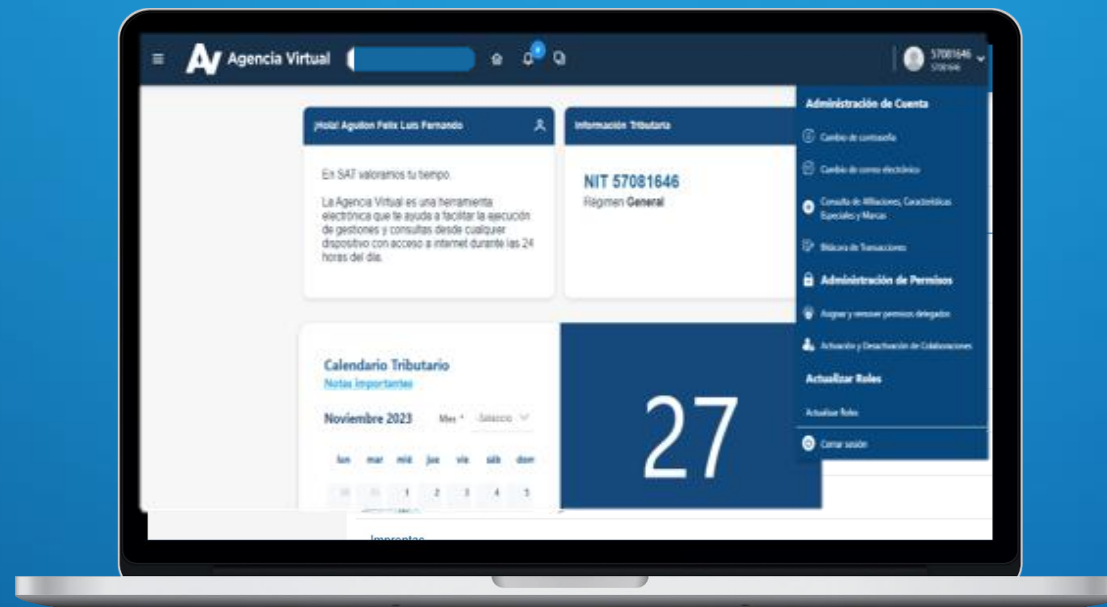 Agencia Virtual
57081646
57081646
¡Hola! Aguilon Felix Luis Fernando
Información Tributaria
En SAT valoramos tu tiempo.
La Agencia Virtual es una herramienta
electrónica que te ayuda a facilitar la ejecución
de gestiones y consultas desde cualquier
dispositivo con acceso a internet durante las 24
horas del día.
NIT 57081646
Régimen General
Administración de Cuenta
Cambio de contraseña
Cambio de correo electrónico
Consulta de Afiliaciones, Características
Especiales y Marcas
Bitácora de Transacciones
Administración de Permisos
Asignar y remover permisos delegados
Activación y Desactivación de Colaboraciones
Actualizar Roles
Actualizar Roles
Cerrar sesión
Calendario Tributario
Notas importantes
Noviembre 2023 Mes *
lun mar mié jue vie sáb dom
30 31 1 2 3 4 5
27
Imprentas